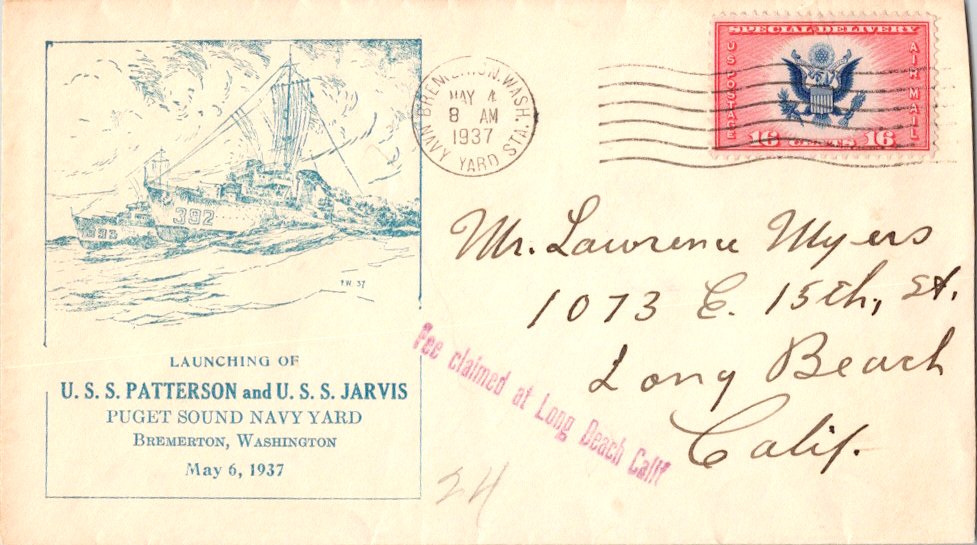 BREMERTON, WASH.
MAY 4
8 AM
1937
NAVY YARD STA.
SPECIAL DELIVERY
U S POSTAGE
AIR MAIL
16 CENTS 16
392
393
LAUNCHING OF
U. S. S. PATTERSON and U. S. S. JARVIS
PUGET SOUND NAVY YARD
BREMERTON, WASHINGTON
May 6, 1937
Mr. Lawrence Myers
1073 E. 15th, St.
Long Beach
Calif.
Fee claimed at Long Beach Calif
24